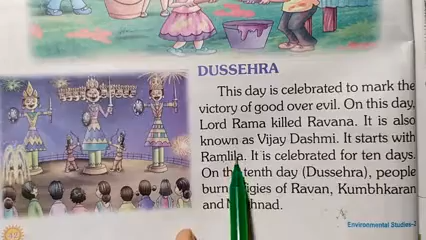 DUSSEHRA
This day is celebrated to mark the
victory of good over evil. On this day,
Lord Rama killed Ravana. It is also
known as Vijay Dashmi. It starts with
Ramlila. It is celebrated for ten days.
On tenth day (Dussehra), people
burn of Ravan, Kumbhkaran
and
Environmental Studies-2